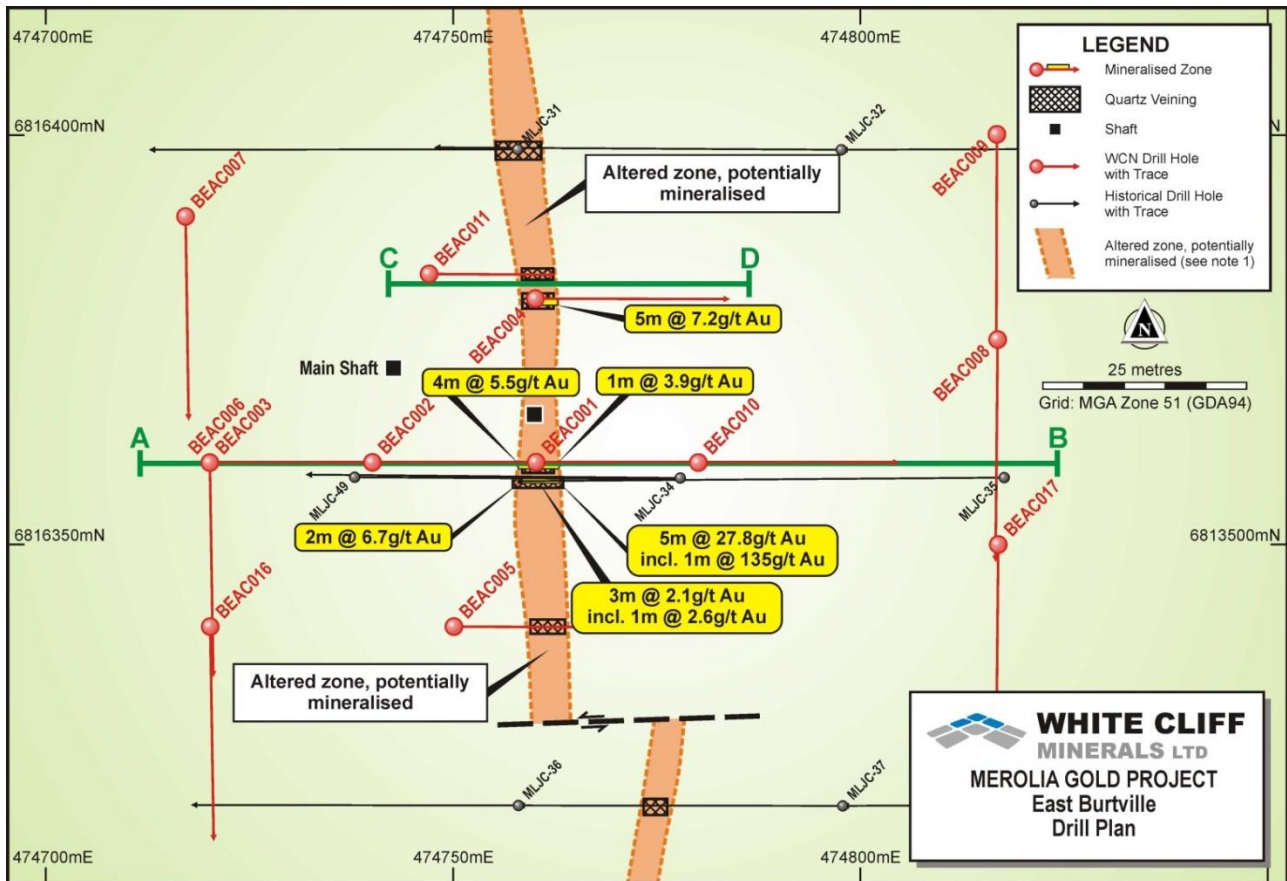 474700mE
474750mE
474800mE
LEGEND
Mineralised Zone
Quartz Veining
Shaft
WCN Drill Hole
with Trace
Historical Drill Hole
with Trace
Altered zone, potentially
mineralised (see note 1)
6816400mN
N
MLJC-31
MLJC-32
BEAC009
BEAC007
Altered zone, potentially
mineralised
BEAC011
C
D
BEAC004
5m @ 7.2g/t Au
BEAC008
N
25 metres
Grid: MGA Zone 51 (GDA94)
Main Shaft
4m @ 5.5g/t Au
1m @ 3.9g/t Au
A
BEAC006
BEAC003
BEAC002
BEAC001
BEAC010
B
MLJC-49
MLJC-34
MLJC-35
BEAC017
6816350mN
6813500mN
2m @ 6.7g/t Au
5m @ 27.8g/t Au
incl. 1m @ 135g/t Au
3m @ 2.1g/t Au
incl. 1m @ 2.6g/t Au
BEAC016
BEAC005
Altered zone, potentially
mineralised
MLJC-36
MLJC-37
WHITE CLIFF
MINERALS LTD
MEROLIA GOLD PROJECT
East Burtville
Drill Plan
474700mE
474750mE
474800mE